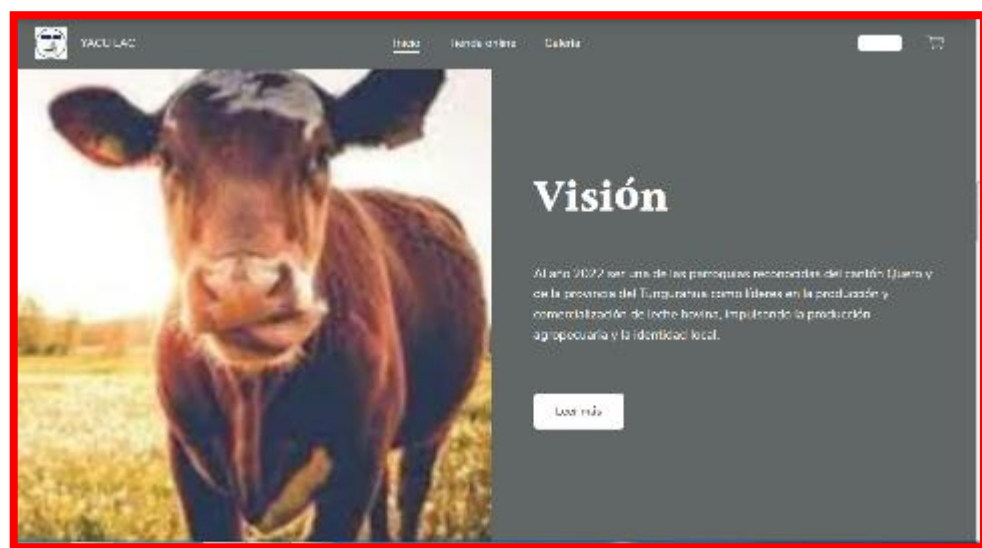 YACU LAC
Inicio Tienda online Galería
Visión
Al año 2022 ser una de las parroquias reconocidas del cantón Quero y
de la provincia del Tungurahua como líderes en la producción y
comercialización de leche bovina, impulsando la producción
agropecuaria y la identidad local.
Leer más